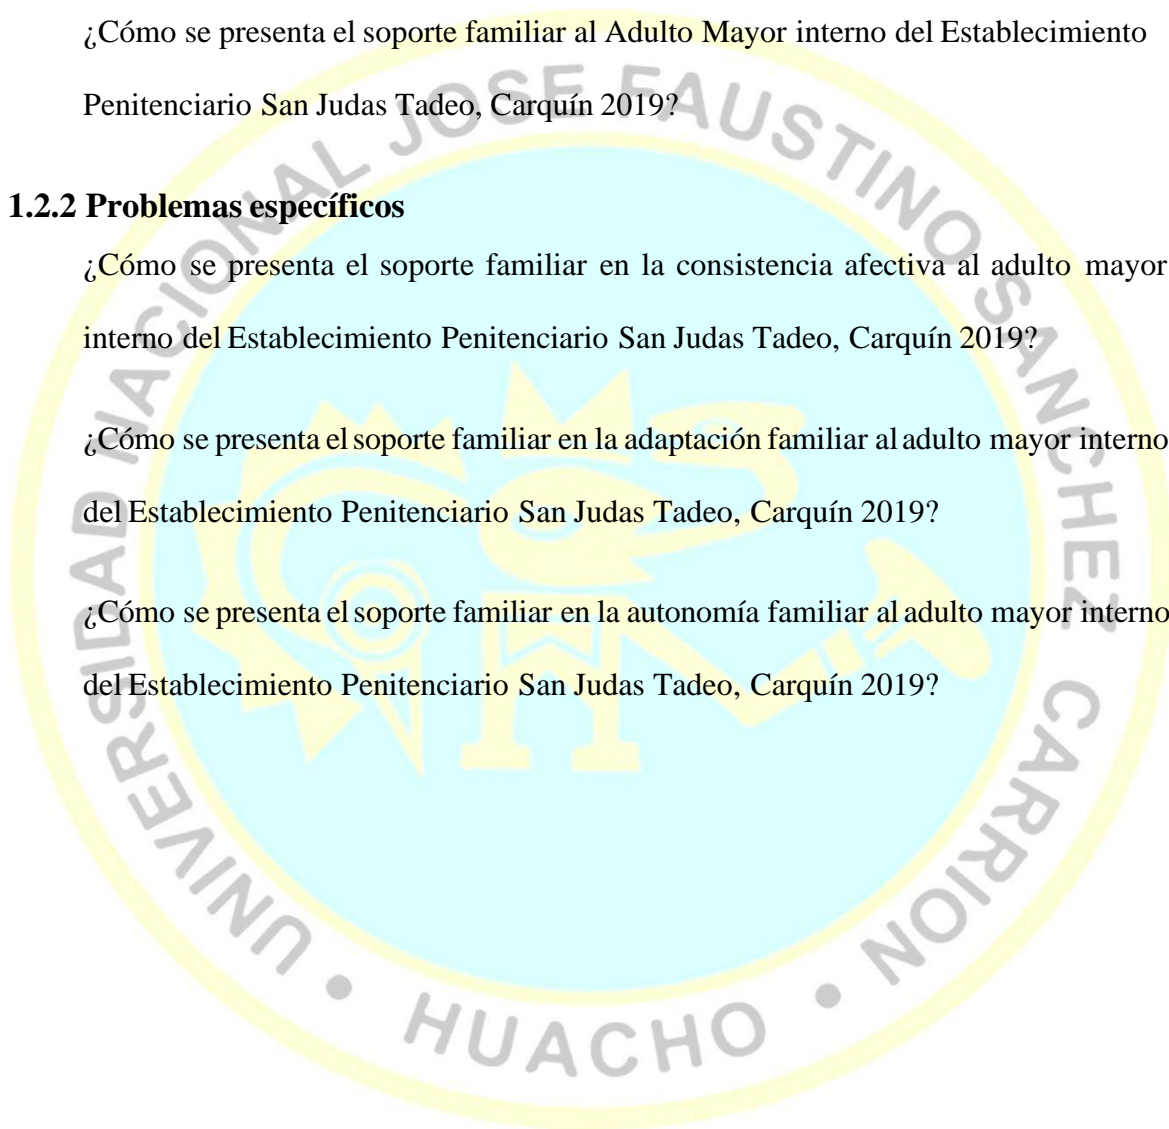 ¿Cómo se presenta el soporte familiar al Adulto Mayor interno del Establecimiento
Penitenciario San Judas Tadeo, Carquín 2019?
1.2.2 Problemas específicos
¿Cómo se presenta el soporte familiar en la consistencia afectiva al adulto mayor
interno del Establecimiento Penitenciario San Judas Tadeo, Carquín 2019?
¿Cómo se presenta el soporte familiar en la adaptación familiar al adulto mayor interno
del Establecimiento Penitenciario San Judas Tadeo, Carquín 2019?
¿Cómo se presenta el soporte familiar en la autonomía familiar al adulto mayor interno
del Establecimiento Penitenciario San Judas Tadeo, Carquín 2019?
UNIVERSIDAD NACIONAL JOSE FAUSTINO SANCHEZ CARRION
• HUACHO •